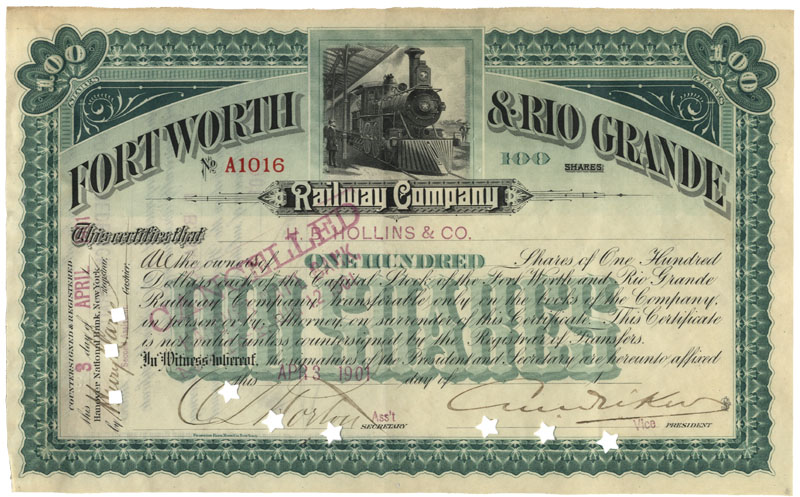 100 100
SHARES SHARES
FORT WORTH & RIO GRANDE
No. A1016 100 SHARES
Railway Company
This certifies that H. B. HOLLINS & CO.
ONE HUNDRED Shares of One Hundred
Dollars each of the Capital Stock of the Fort Worth and Rio Grande
Railway Company, transferable only on the books of the Company,
in person or by Attorney, on surrender of this Certificate. This Certificate
is not valid unless countersigned by the Registrar of Transfers.
In Witness whereof, the signatures of the President and Secretary are hereunto affixed
this APR 3 1901 day of
Ass't SECRETARY Vice PRESIDENT
CANCELLED
COUNTERSIGNED & REGISTERED
this 3 day of APRIL
Hanover National Bank, New York,
Registrar,
by Cashier.